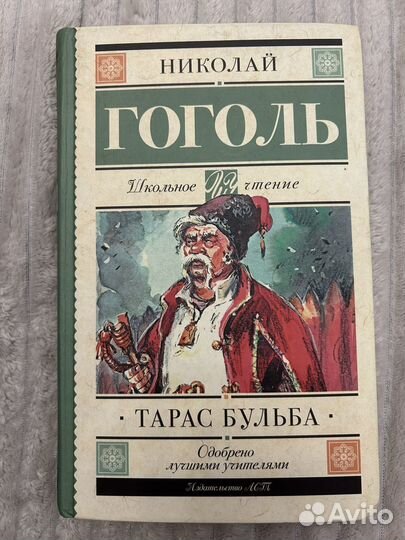 НИКОЛАЙ
ГОГОЛЬ
Школьное чтение
ТАРАС БУЛЬБА
Одобрено
лучшими учителями
Издательство АСТ
Avito